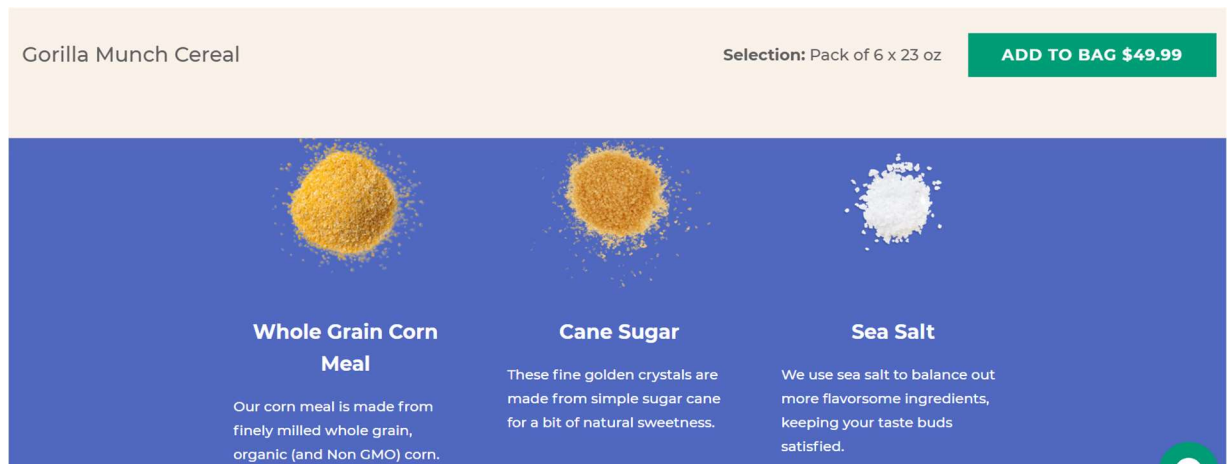 Gorilla Munch Cereal
Selection: Pack of 6 x 23 oz
ADD TO BAG $49.99
Whole Grain Corn
Meal
Our corn meal is made from
finely milled whole grain,
organic (and Non GMO) corn.
Cane Sugar
These fine golden crystals are
made from simple sugar cane
for a bit of natural sweetness.
Sea Salt
We use sea salt to balance out
more flavorsome ingredients,
keeping your taste buds
satisfied.